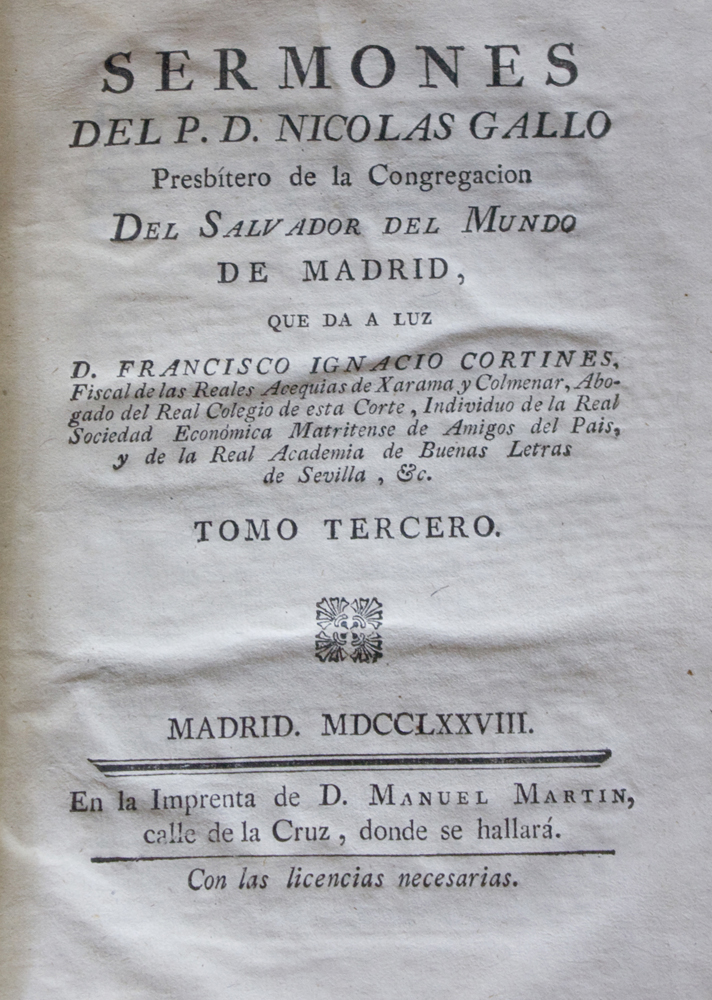 SERMONES
DEL P. D. NICOLAS GALLO
Presbítero de la Congregacion
DEL SALVADOR DEL MUNDO
DE MADRID,
QUE DA A LUZ
D. FRANCISCO IGNACIO CORTINES,
Fiscal de las Reales Acequias de Xarama y Colmenar, Abo-
gado del Real Colegio de esta Corte, Individuo de la Real
Sociedad Económica Matritense de Amigos del Pais,
y de la Real Academia de Buenas Letras
de Sevilla, &c.
TOMO TERCERO.
MADRID. MDCCLXXVIII.
En la Imprenta de D. MANUEL MARTIN,
calle de la Cruz, donde se hallará.
Con las licencias necesarias.